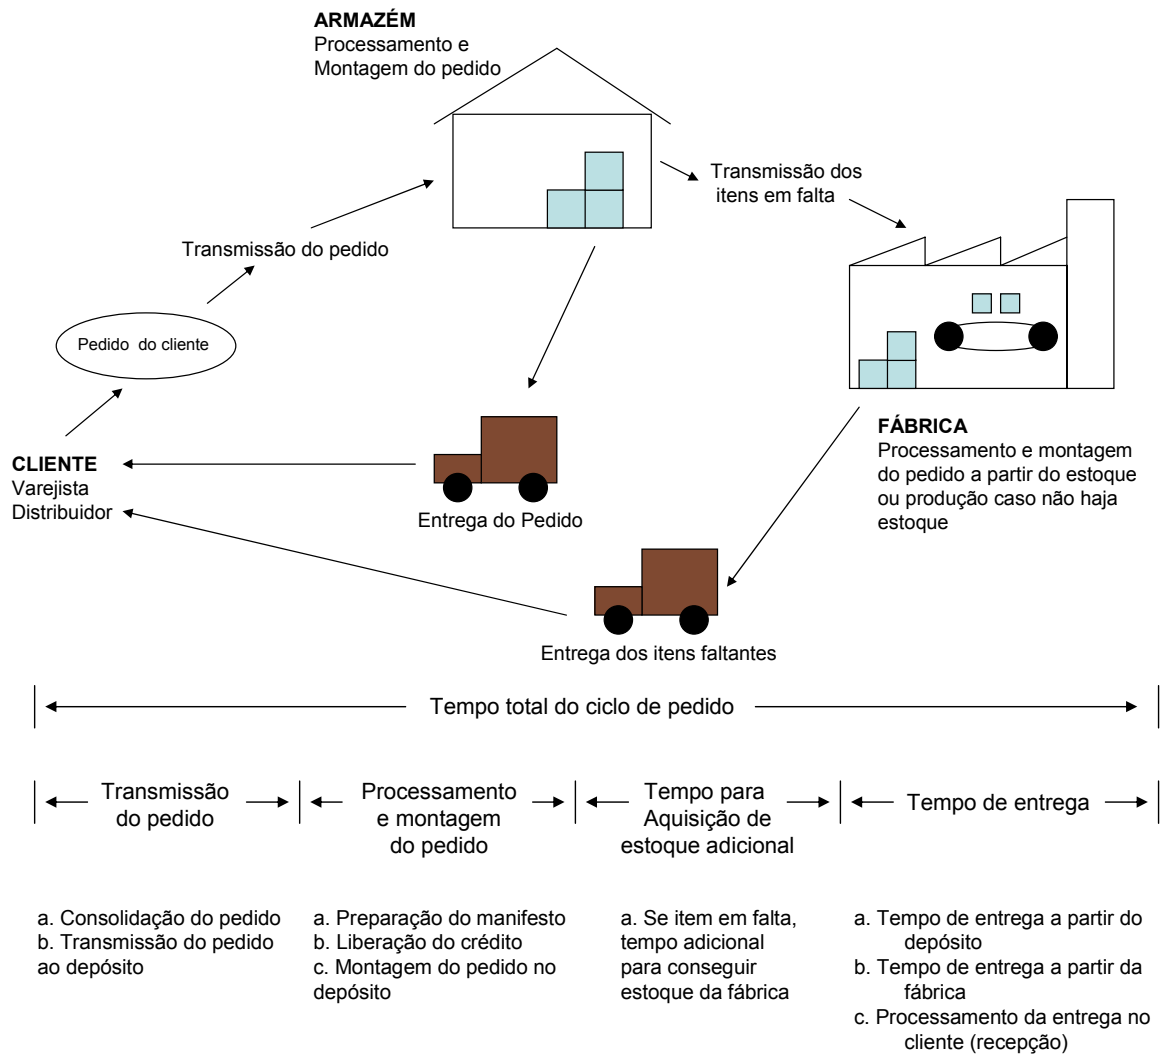 ARMAZÉM
Processamento e
Montagem do pedido
Transmissão dos
itens em falta
Transmissão do pedido
Pedido do cliente
CLIENTE
Varejista
Distribuidor
Entrega do Pedido
FÁBRICA
Processamento e montagem
do pedido a partir do estoque
ou produção caso não haja
estoque
Entrega dos itens faltantes
Tempo total do ciclo de pedido
Transmissão
do pedido
Processamento
e montagem
do pedido
Tempo para
Aquisição de
estoque adicional
Tempo de entrega
a. Consolidação do pedido
b. Transmissão do pedido
ao depósito
a. Preparação do manifesto
b. Liberação do crédito
c. Montagem do pedido no
depósito
a. Se item em falta,
tempo adicional
para conseguir
estoque da fábrica
a. Tempo de entrega a partir do
depósito
b. Tempo de entrega a partir da
fábrica
c. Processamento da entrega no
cliente (recepção)